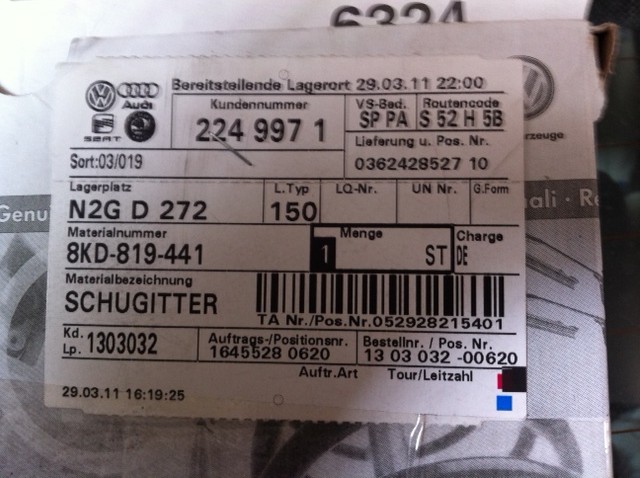 6324
Bereitstellende Lagerort 29.03.11 22:00
Audi
SEAT
Kundennummer
224 997 1
VS-Bed.
SP PA
Routencode
S 52 H 5B
Sort:03/019
Lieferung u. Pos. Nr.
0362428527 10
Lagerplatz
N2G D 272
L.Typ
150
LQ-Nr.
UN Nr.
G.Form
Materialnummer
8KD-819-441
Menge
1 ST
Charge
DE
Materialbezeichnung
SCHUGITTER
TA Nr./Pos.Nr.052928215401
Kd.
Lp. 1303032
Auftrags-/Positionsnr.
1645528 0620
Bestellnr. / Pos. Nr.
13 03 032 -00620
Auftr.Art
Tour/Leitzahl
29.03.11 16:19:25